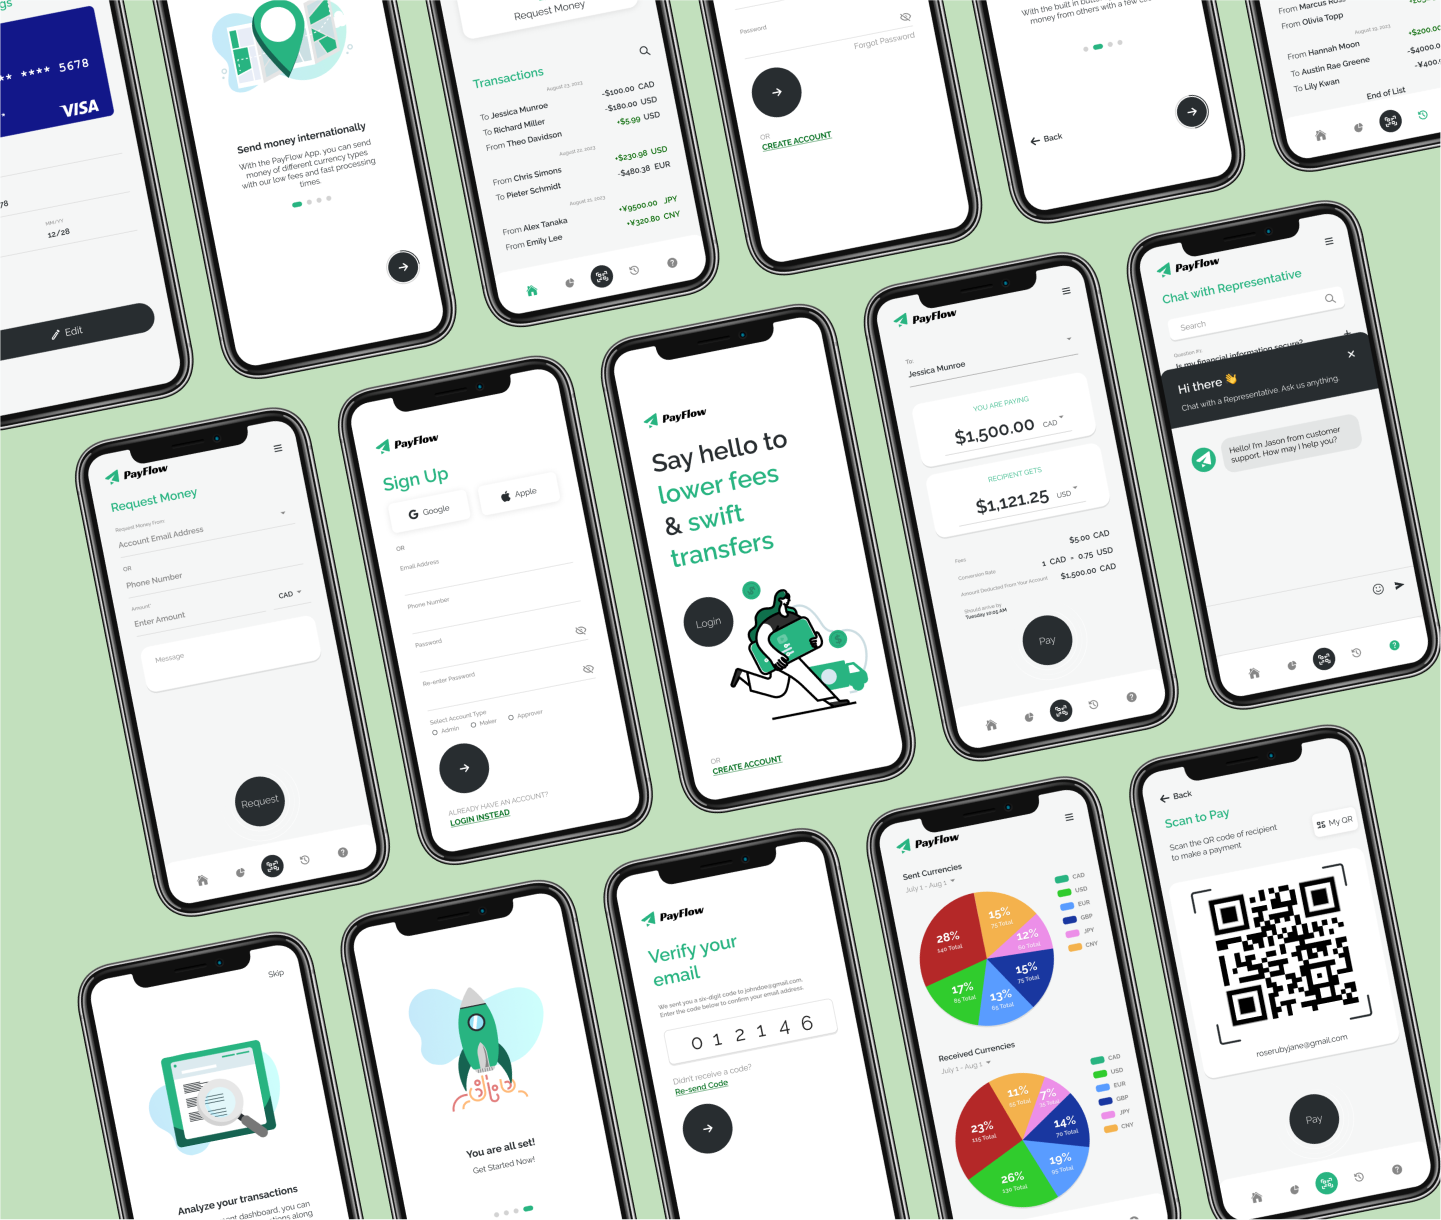 gs
** **** 5678
VISA
78
MM/YY
12/28
Edit
Send money internationally
With the PayFlow App, you can send
money of different currency types
with our low fees and fast processing
times.
Request Money
Transactions
August 23, 2023
To Jessica Munroe -$100.00 CAD
To Richard Miller -$180.00 USD
From Theo Davidson +$5.99 USD
August 22, 2023
From Chris Simons +$230.98 USD
To Pieter Schmidt -$480.38 EUR
August 21, 2023
From Alex Tanaka +¥9500.00 JPY
From Emily Lee +¥320.80 CNY
Password
Forgot Password
OR
CREATE ACCOUNT
With the built in
money from others with a few
Back
From Marcus
From Olivia Topp
August 19, 2023
From Hannah Moon +$200.00
To Austin Rae Greene -$4000.0
To Lily Kwan -¥400.
End of List
PayFlow
Request Money
Request Money From
Account Email Address
OR
Phone Number
Amount*
Enter Amount CAD
Message
Request
PayFlow
Sign Up
Google Apple
OR
Email Address
Phone Number
Password
Re-enter Password
Select Account Type
Admin Maker Approver
ALREADY HAVE AN ACCOUNT?
LOGIN INSTEAD
PayFlow
Say hello to
lower fees
& swift
transfers
Login
OR
CREATE ACCOUNT
PayFlow
To:
Jessica Munroe
YOU ARE PAYING
$1,500.00 CAD
RECIPIENT GETS
$1,121.25 USD
Fees $5.00 CAD
Conversion Rate 1 CAD = 0.75 USD
Amount Deducted From Your Account $1,500.00 CAD
Should arrive by
Tuesday 10:05 AM
Pay
PayFlow
Chat with Representative
Search
Question #1
Is my financial information secure?
Hi there 👋
Chat with a Representative. Ask us anything.
Hello! I'm Jason from customer
support. How may I help you?
Skip
Analyze your transactions
dashboard, you can
along
You are all set!
Get Started Now!
PayFlow
Verify your
email
We sent you a six-digit code to johndoe@gmail.com.
Enter the code below to confirm your email address.
0 1 2 1 4 6
Didn't receive a code?
Re-send Code
PayFlow
Sent Currencies
July 1 - Aug 1
28%
140 Total
15%
75 Total
12%
60 Total
15%
75 Total
13%
65 Total
17%
85 Total
CAD
USD
EUR
GBP
JPY
CNY
Received Currencies
July 1 - Aug 1
23%
115 Total
11%
55 Total
7%
35 Total
14%
70 Total
19%
95 Total
26%
130 Total
CAD
USD
EUR
GBP
JPY
CNY
Back
Scan to Pay
Scan the QR code of recipient
to make a payment
My QR
roserubyjane@gmail.com
Pay